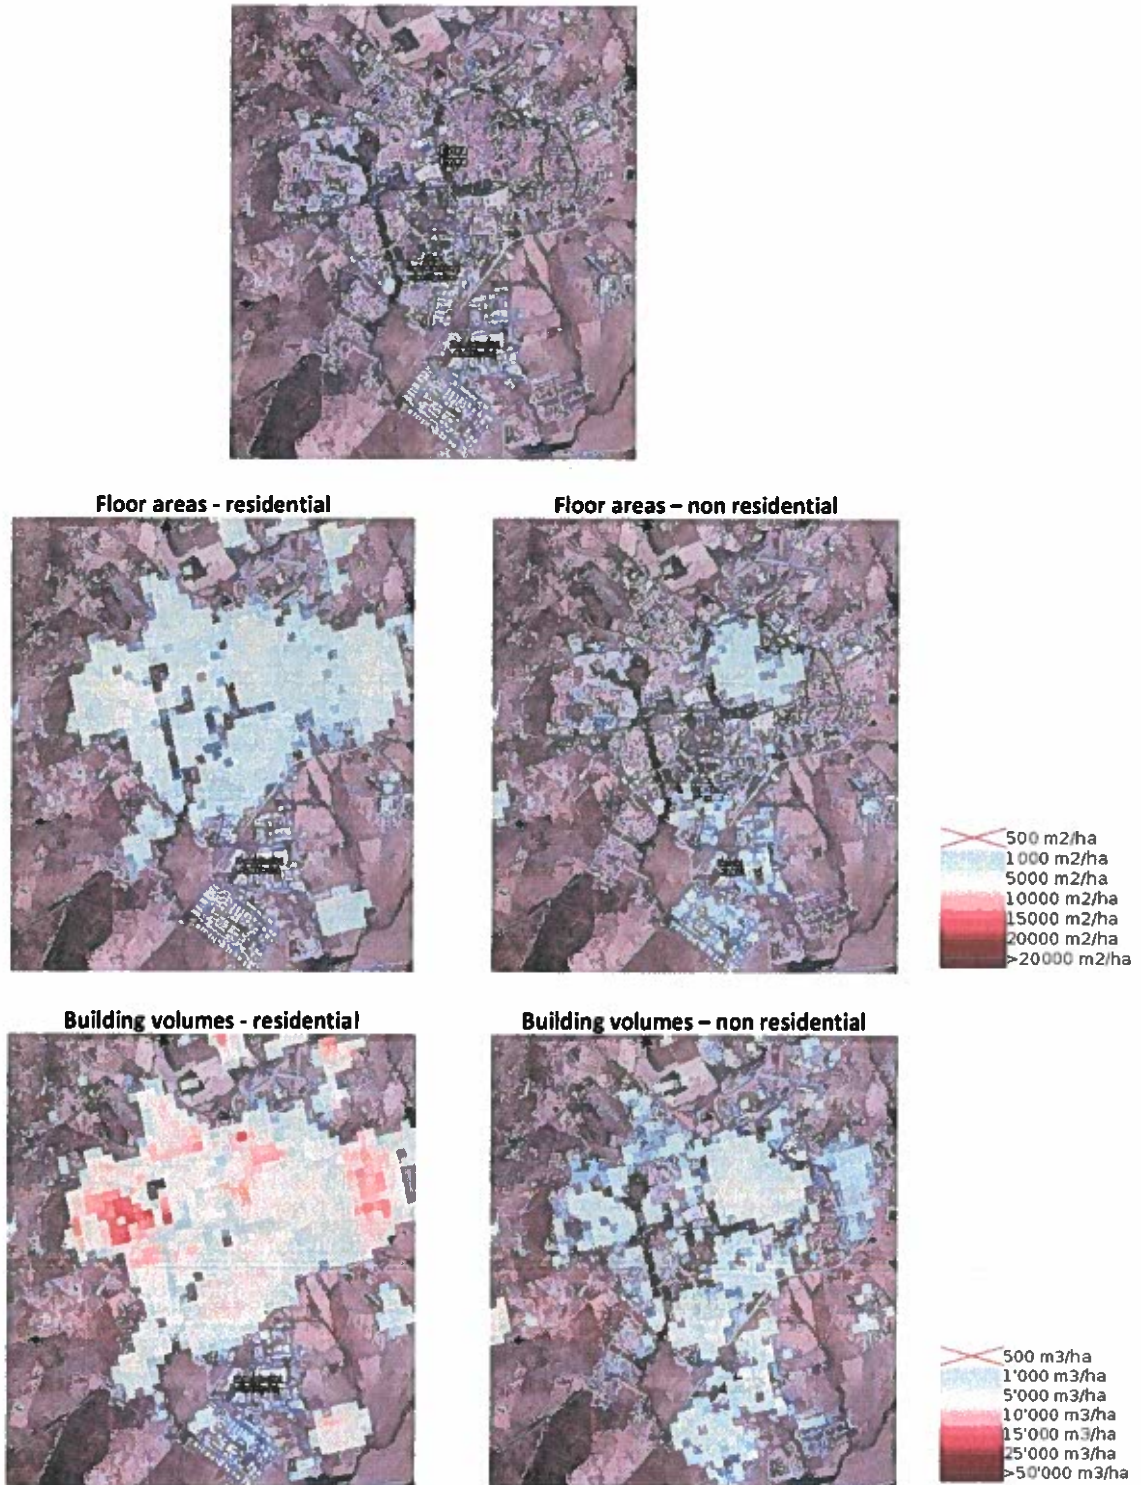 Floor areas - residential
Floor areas – non residential
500 m2/ha
1000 m2/ha
5000 m2/ha
10000 m2/ha
15000 m2/ha
20000 m2/ha
>20000 m2/ha
Building volumes - residential
Building volumes – non residential
500 m3/ha
1'000 m3/ha
5'000 m3/ha
10'000 m3/ha
15'000 m3/ha
25'000 m3/ha
>50'000 m3/ha